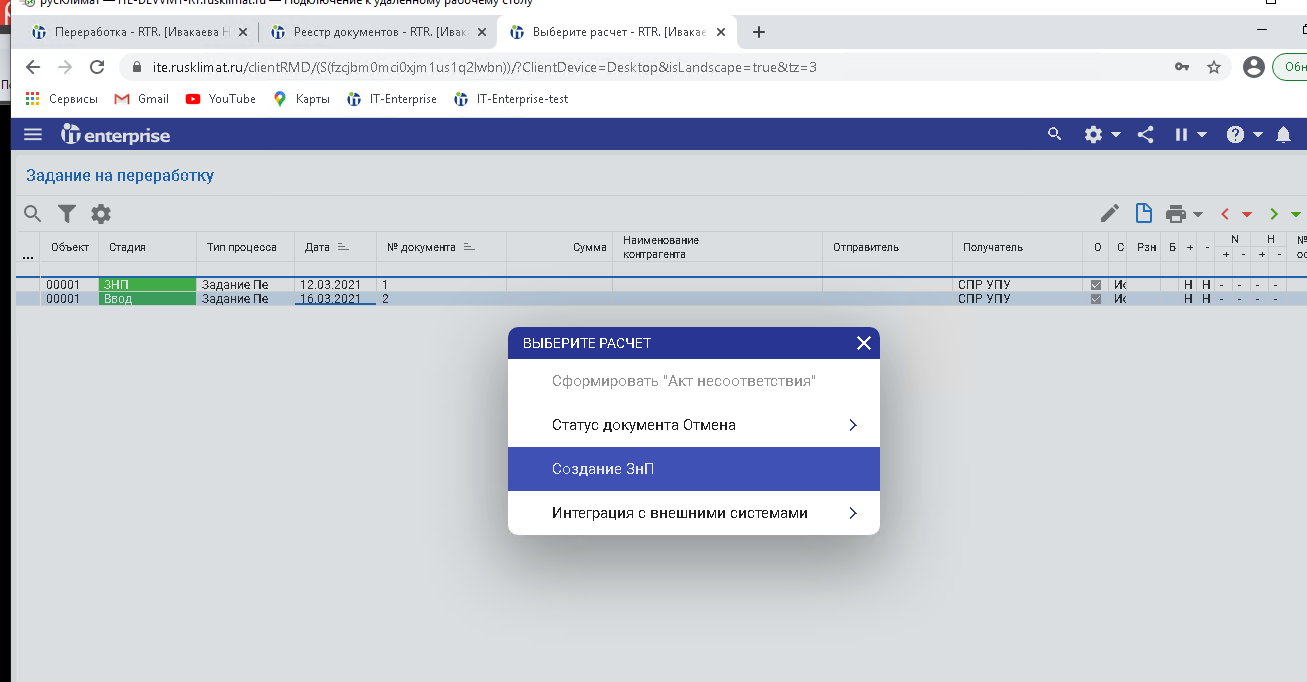 русклимат — ITE-DEVVM1-RT.rusklimat.ru — Подключение к удаленному рабочему столу
Переработка - RTR. [Ивакаева Н
Реестр документов - RTR. [Ивак
Выберите расчет - RTR. [Ивакае
ite.rusklimat.ru/clientRMD/(S(fzcjbm0mci0xjm1us1q2lwbn))/?ClientDevice=Desktop&isLandscape=true&tz=3
Обн
Сервисы Gmail YouTube Карты IT-Enterprise IT-Enterprise-test
it enterprise
Задание на переработку
... Объект Стадия Тип процесса Дата № документа Сумма Наименование контрагента Отправитель Получатель О С Рзн Б + - N + - Н + - № ос
00001 ЗНП Задание Пе 12.03.2021 1 СПР УПУ Ис Н Н - - - -
00001 Ввод Задание Пе 16.03.2021 2 СПР УПУ Ис Н Н - - - -
ВЫБЕРИТЕ РАСЧЕТ
Сформировать "Акт несоответствия"
Статус документа Отмена
Создание ЗнП
Интеграция с внешними системами